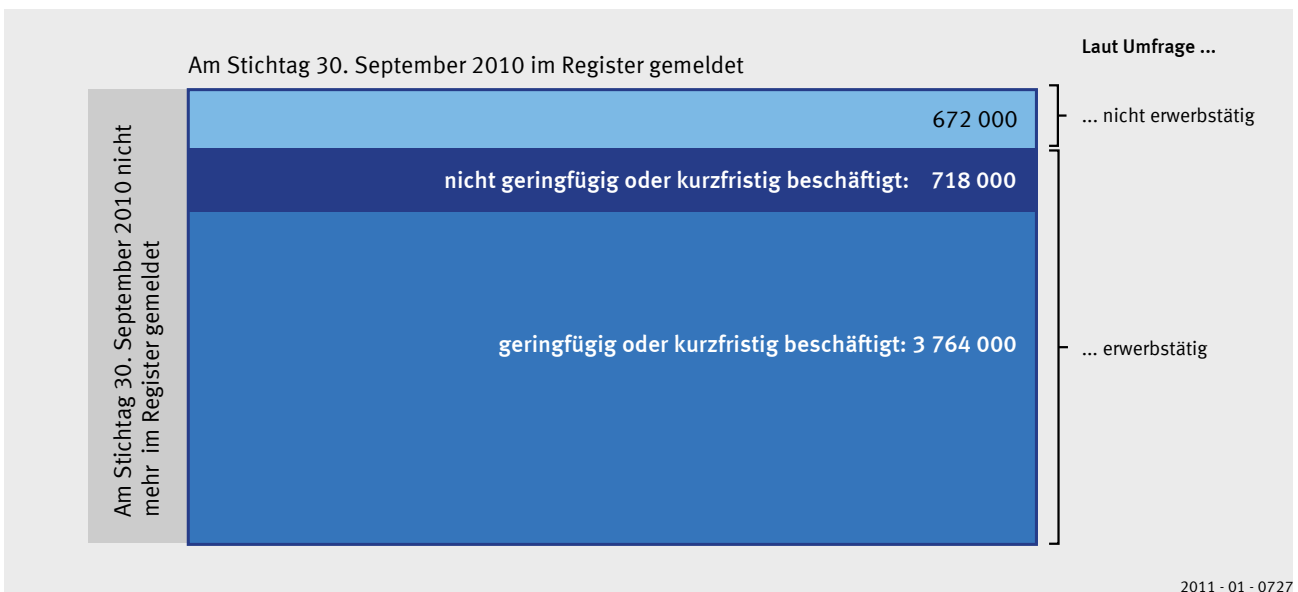 Laut Umfrage ...
Am Stichtag 30. September 2010 im Register gemeldet
672 000
... nicht erwerbstätig
nicht geringfügig oder kurzfristig beschäftigt: 718 000
geringfügig oder kurzfristig beschäftigt: 3 764 000
... erwerbstätig
Am Stichtag 30. September 2010 nicht
mehr im Register gemeldet
2011 - 01 - 0727